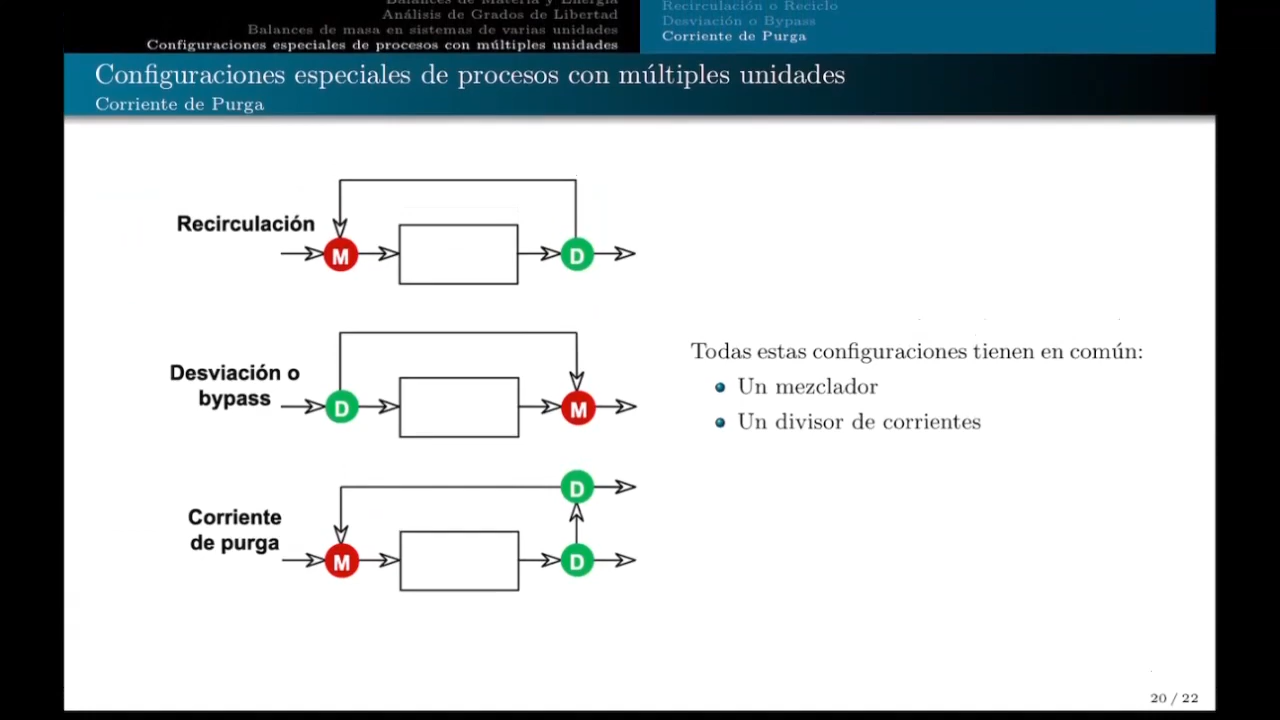 Balances de Materia y Energía
Análisis de Grados de Libertad
Balances de masa en sistemas de varias unidades
Configuraciones especiales de procesos con múltiples unidades
Recirculación o Reciclo
Desviación o Bypass
Corriente de Purga
Configuraciones especiales de procesos con múltiples unidades
Corriente de Purga
Recirculación
M
D
Desviación o
bypass
D
M
Corriente
de purga
D
M
D
Todas estas configuraciones tienen en común:
Un mezclador
Un divisor de corrientes
20 / 22